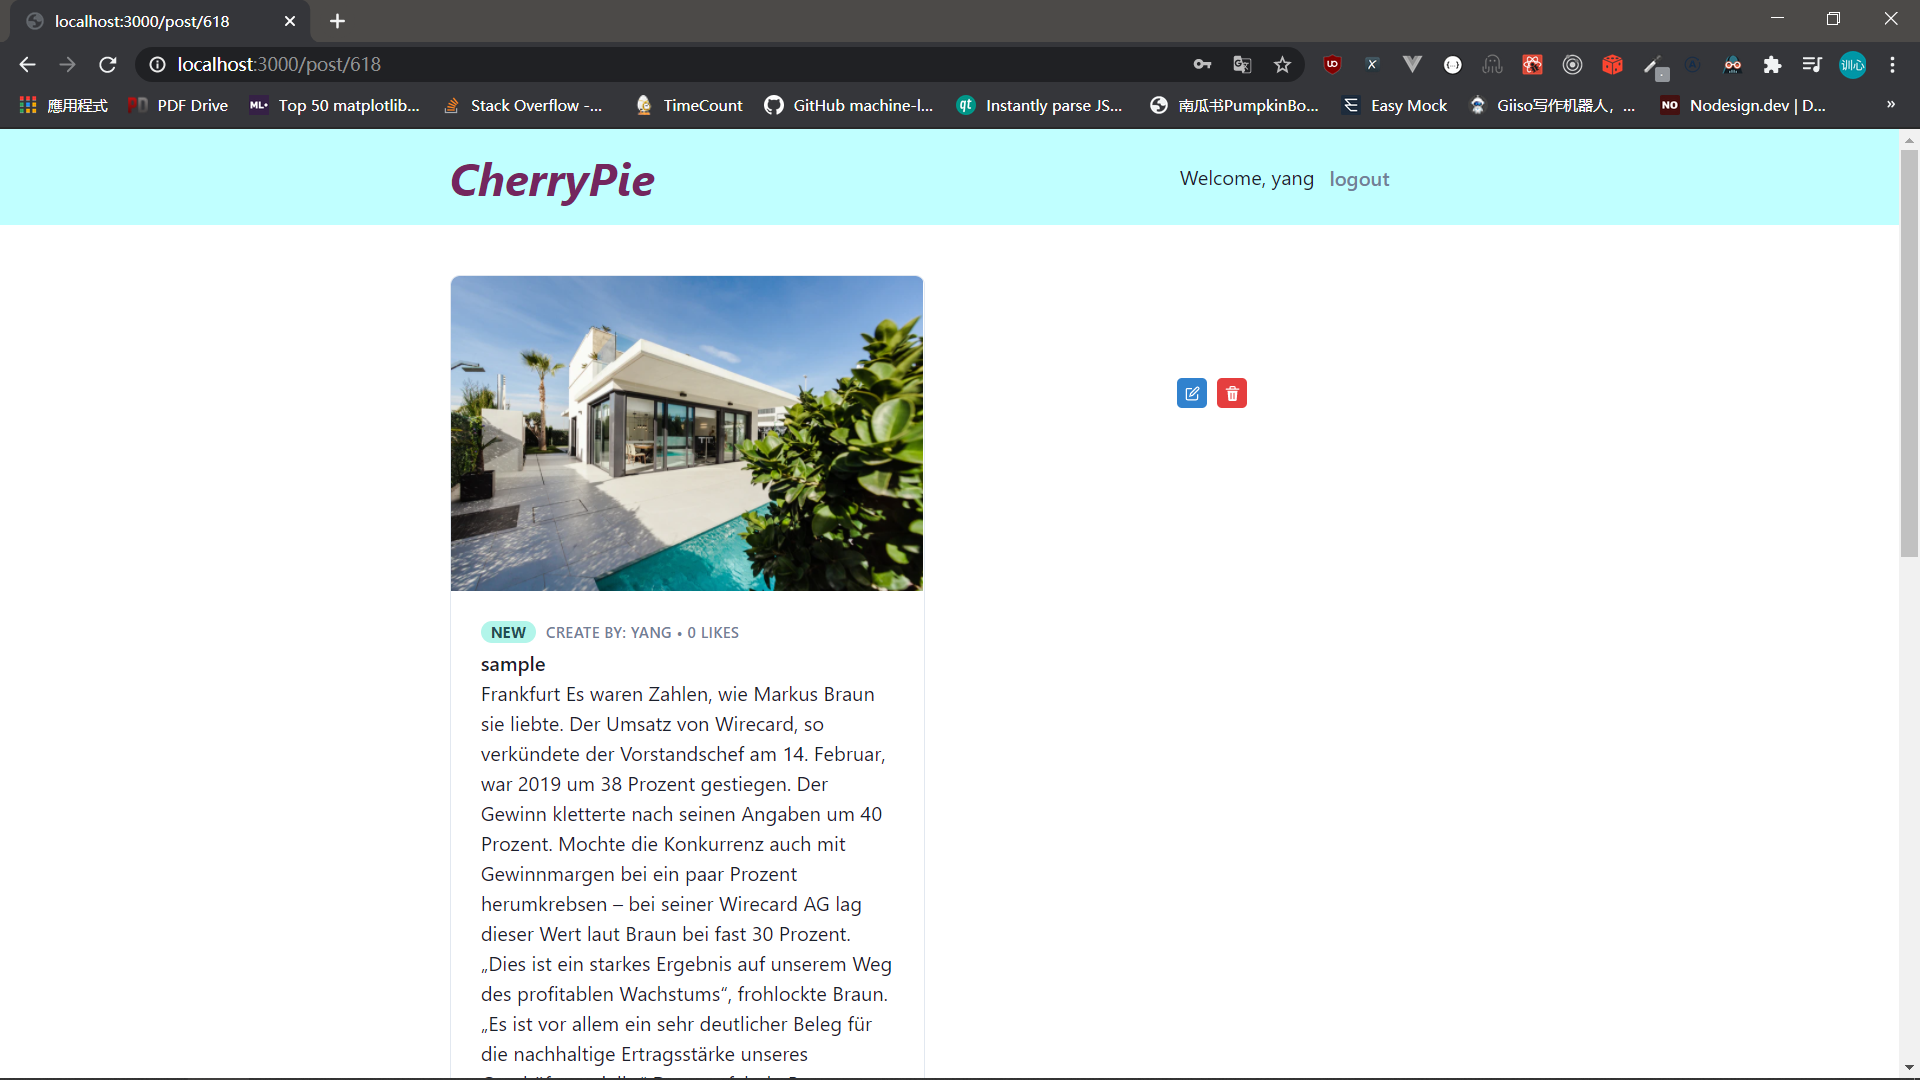 localhost:3000/post/618
localhost:3000/post/618
應用程式 PDF Drive Top 50 matplotlib... Stack Overflow -... TimeCount GitHub machine-l... Instantly parse JS... 南瓜书PumpkinBo... Easy Mock Giiso写作机器人，... Nodesign.dev | D... »
CherryPie
Welcome, yang logout
NEW CREATE BY: YANG • 0 LIKES
sample
Frankfurt Es waren Zahlen, wie Markus Braun
sie liebte. Der Umsatz von Wirecard, so
verkündete der Vorstandschef am 14. Februar,
war 2019 um 38 Prozent gestiegen. Der
Gewinn kletterte nach seinen Angaben um 40
Prozent. Mochte die Konkurrenz auch mit
Gewinnmargen bei ein paar Prozent
herumkrebsen – bei seiner Wirecard AG lag
dieser Wert laut Braun bei fast 30 Prozent.
„Dies ist ein starkes Ergebnis auf unserem Weg
des profitablen Wachstums“, frohlockte Braun.
„Es ist vor allem ein sehr deutlicher Beleg für
die nachhaltige Ertragsstärke unseres